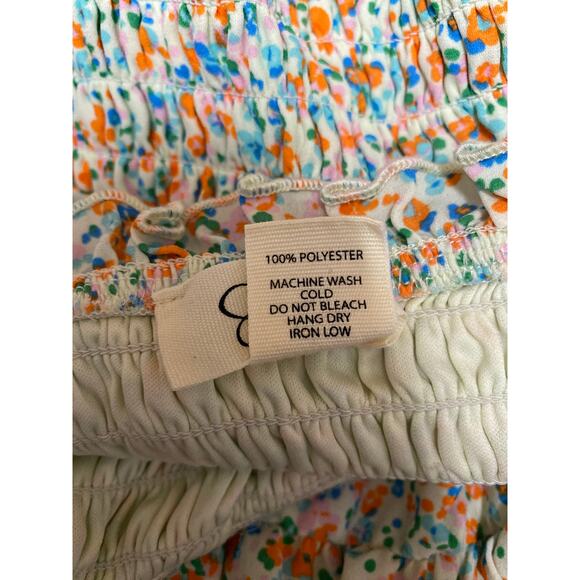 100% POLYESTER
MACHINE WASH
COLD
DO NOT BLEACH
HANG DRY
IRON LOW